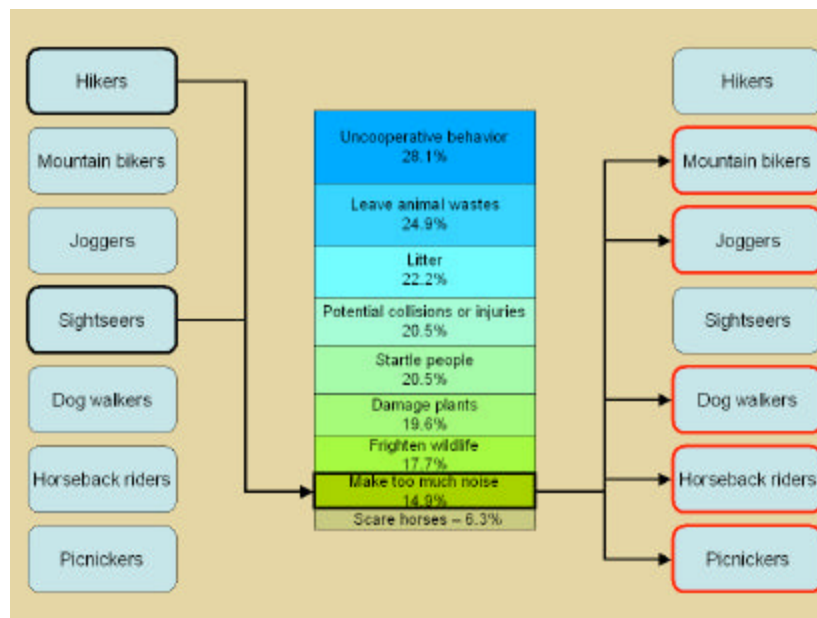 Hikers
Mountain bikers
Joggers
Sightseers
Dog walkers
Horseback riders
Picnickers
Uncooperative behavior
28.1%
Leave animal wastes
24.9%
Litter
22.2%
Potential collisions or injuries
20.5%
Startle people
20.5%
Damage plants
19.6%
Frighten wildlife
17.7%
Make too much noise
14.9%
Scare horses – 6.3%
Hikers
Mountain bikers
Joggers
Sightseers
Dog walkers
Horseback riders
Picnickers